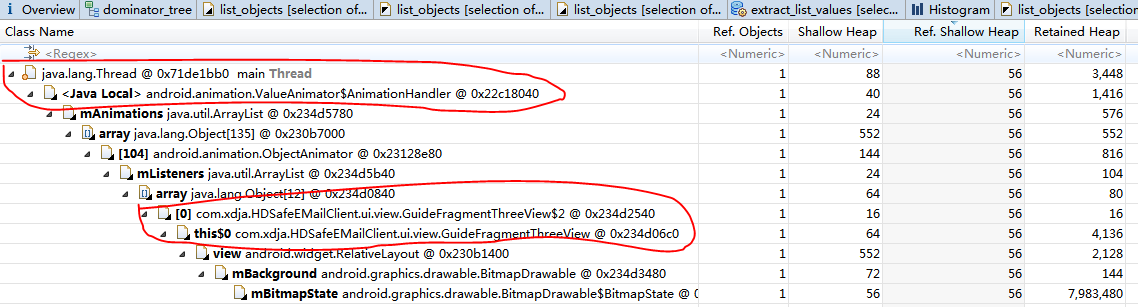 Overview dominator_tree list_objects [selection of... list_objects [selection of... list_objects [selection of... extract_list_values [selec... Histogram list_objects [selection of
Class Name Ref. Objects Shallow Heap Ref. Shallow Heap Retained Heap
<Regex> <Numeric> <Numeric> <Numeric> <Numeric>
java.lang.Thread @ 0x71de1bb0 main Thread 1 88 56 3,448
<Java Local> android.animation.ValueAnimator$AnimationHandler @ 0x22c18040 1 40 56 1,416
mAnimations java.util.ArrayList @ 0x234d5780 1 24 56 576
array java.lang.Object[135] @ 0x230b7000 1 552 56 552
[104] android.animation.ObjectAnimator @ 0x23128e80 1 144 56 816
mListeners java.util.ArrayList @ 0x234d5b40 1 24 56 104
array java.lang.Object[12] @ 0x234d0840 1 64 56 80
[0] com.xdja.HDSafeEMailClient.ui.view.GuideFragmentThreeView$2 @ 0x234d2540 1 16 56 16
this$0 com.xdja.HDSafeEMailClient.ui.view.GuideFragmentThreeView @ 0x234d06c0 1 64 56 4,136
view android.widget.RelativeLayout @ 0x230b1400 1 552 56 2,128
mBackground android.graphics.drawable.BitmapDrawable @ 0x234d3480 1 72 56 144
mBitmapState android.graphics.drawable.BitmapDrawable$BitmapState @ 0 1 56 56 7,983,480